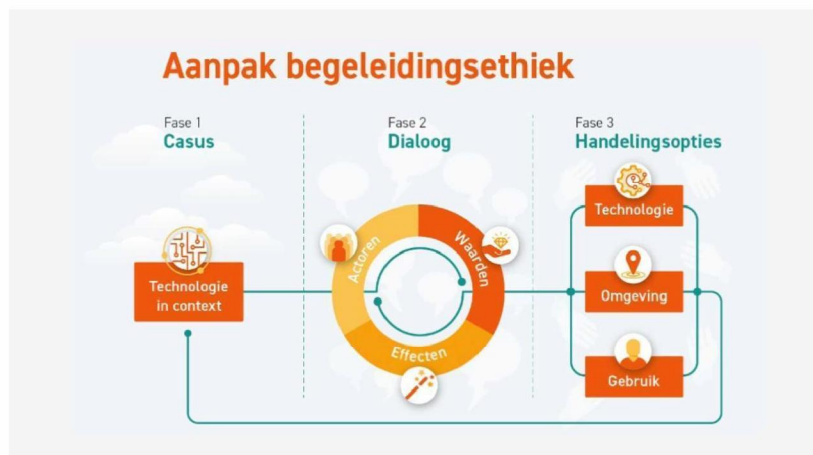 Aanpak begeleidingsethiek
Fase 1
Casus
Fase 2
Dialoog
Fase 3
Handelingsopties
Technologie
in context
Actoren
Waarden
Effecten
Technologie
Omgeving
Gebruik